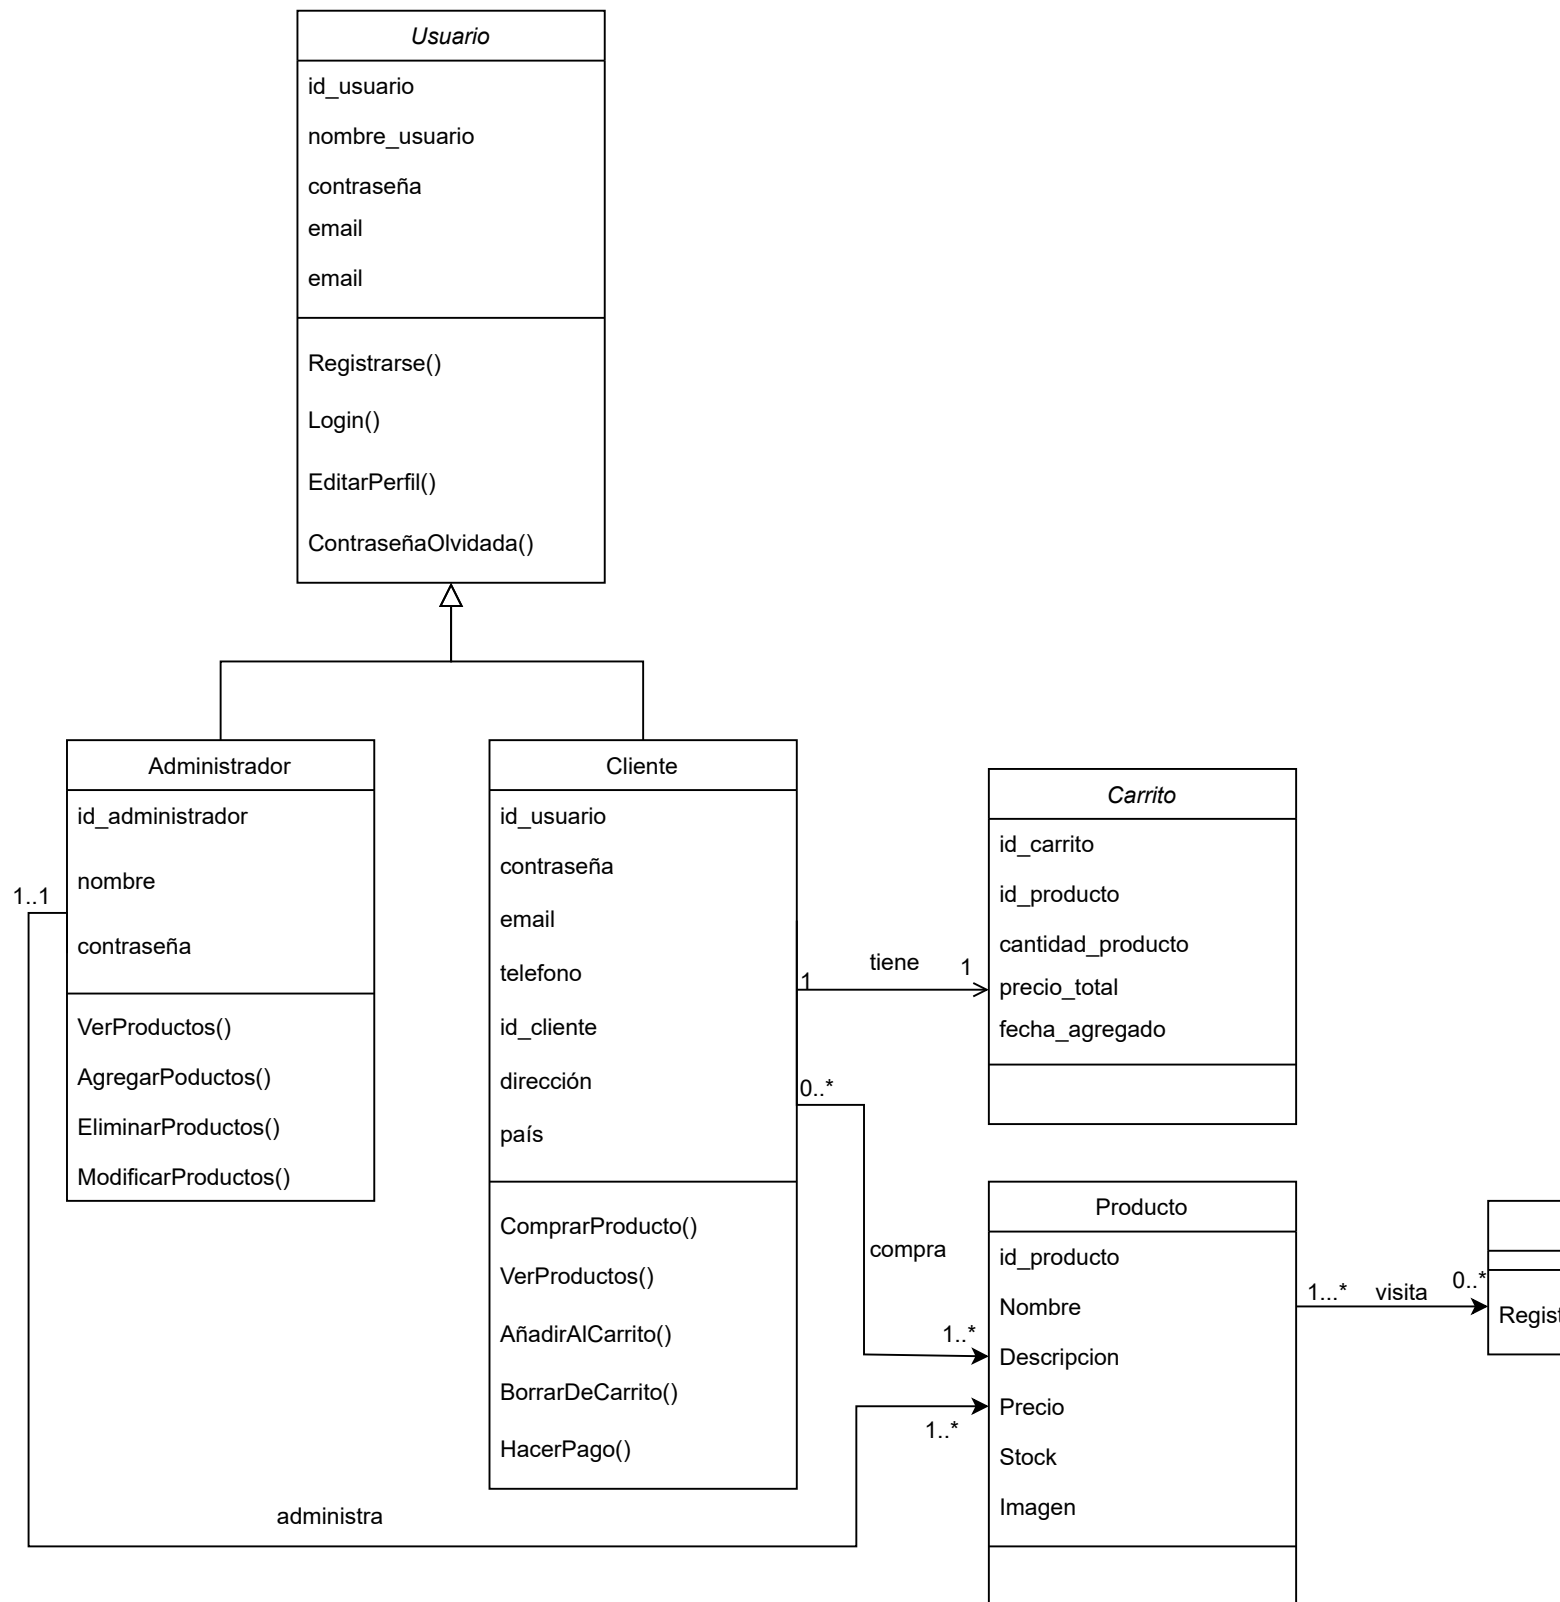 Usuario
id_usuario
nombre_usuario
contraseña
email
email
Registrarse()
Login()
EditarPerfil()
ContraseñaOlvidada()
Administrador
id_administrador
nombre
contraseña
VerProductos()
AgregarPoductos()
EliminarProductos()
ModificarProductos()
1..1
administra
1..*
Cliente
id_usuario
contraseña
email
telefono
id_cliente
dirección
país
ComprarProducto()
VerProductos()
AñadirAlCarrito()
BorrarDeCarrito()
HacerPago()
1
tiene
1
0..*
compra
1..*
Carrito
id_carrito
id_producto
cantidad_producto
precio_total
fecha_agregado
Producto
id_producto
Nombre
Descripcion
Precio
Stock
Imagen
1...*
visita
0..*